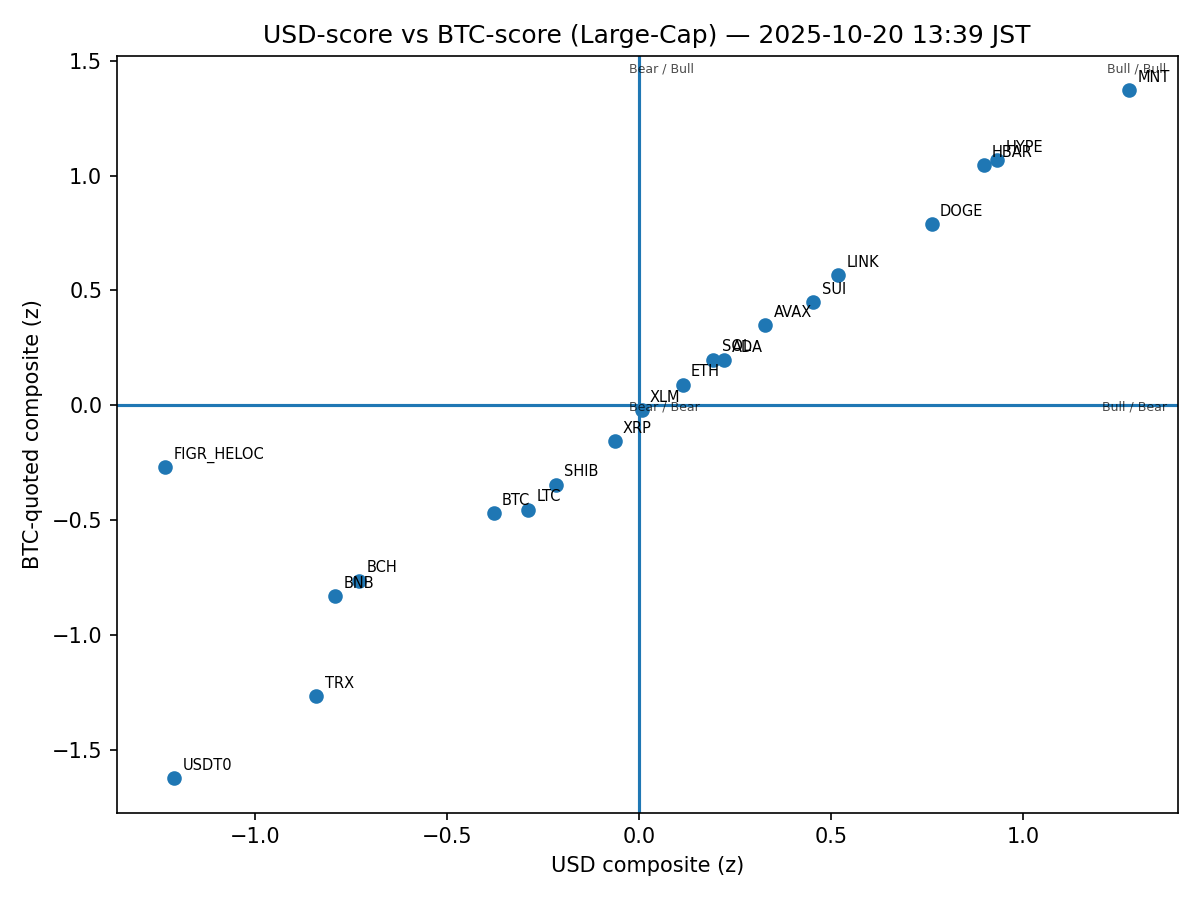 USD-score vs BTC-score (Large-Cap) — 2025-10-20 13:39 JST
Bear / Bull
Bull / Bull
MNT
HYPE
HBAR
DOGE
LINK
SUI
AVAX
SOL
ADA
ETH
XLM
Bear / Bear
Bull / Bear
XRP
FIGR_HELOC
SHIB
LTC
BTC
BCH
BNB
TRX
USDT0
1.5
1.0
0.5
0.0
−0.5
−1.0
−1.5
BTC-quoted composite (z)
−1.0
−0.5
0.0
0.5
1.0
USD composite (z)